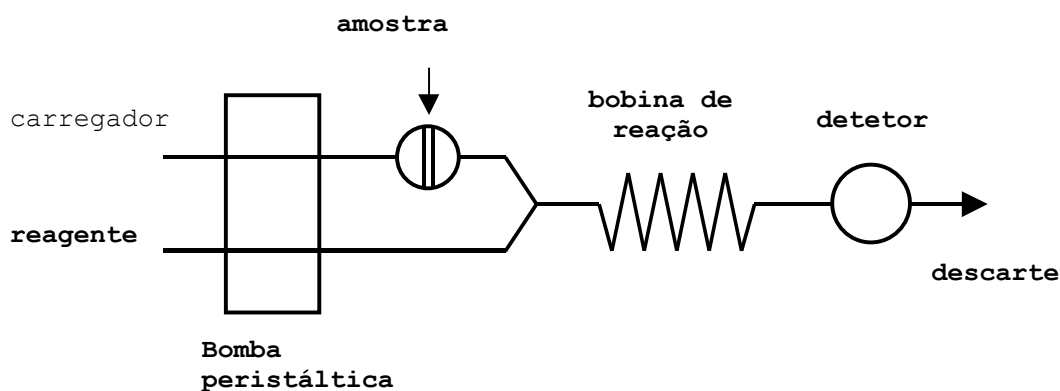 amostra
carregador
bobina de
reação
detetor
reagente
descarte
Bomba
peristáltica